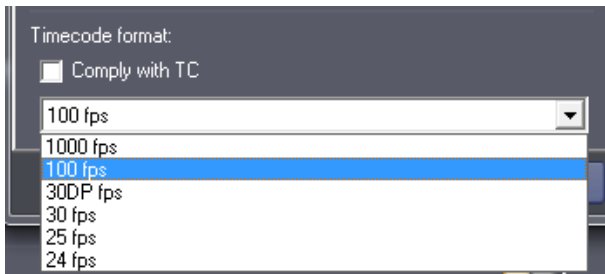 Timecode format:
Comply with TC
100 fps
1000 fps
100 fps
30DP fps
30 fps
25 fps
24 fps